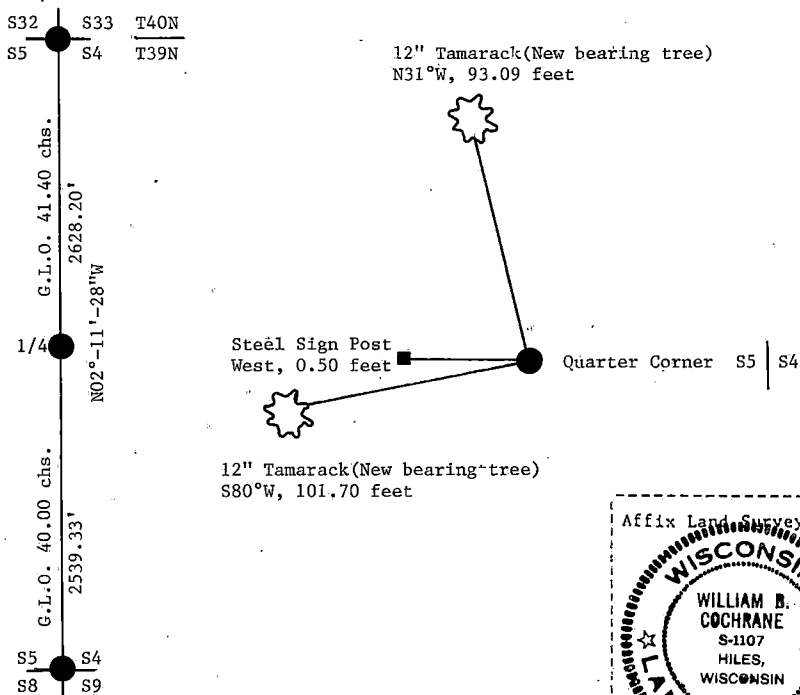 S32 S33 T40N
S5 S4 T39N
G.L.O. 41.40 chs.
2628.20'
1/4
N02°-11'-28"W
G.L.O. 40.00 chs.
2539.33'
S5 S4
S8 S9
12" Tamarack(New bearing tree)
N31°W, 93.09 feet
Steel Sign Post
West, 0.50 feet
Quarter Corner S5 S4
12" Tamarack(New bearing tree)
S80°W, 101.70 feet
Affix Land Survey
WISCONSI
WILLIAM B.
COCHRANE
S-1107
HILES,
WISCONSIN
LA